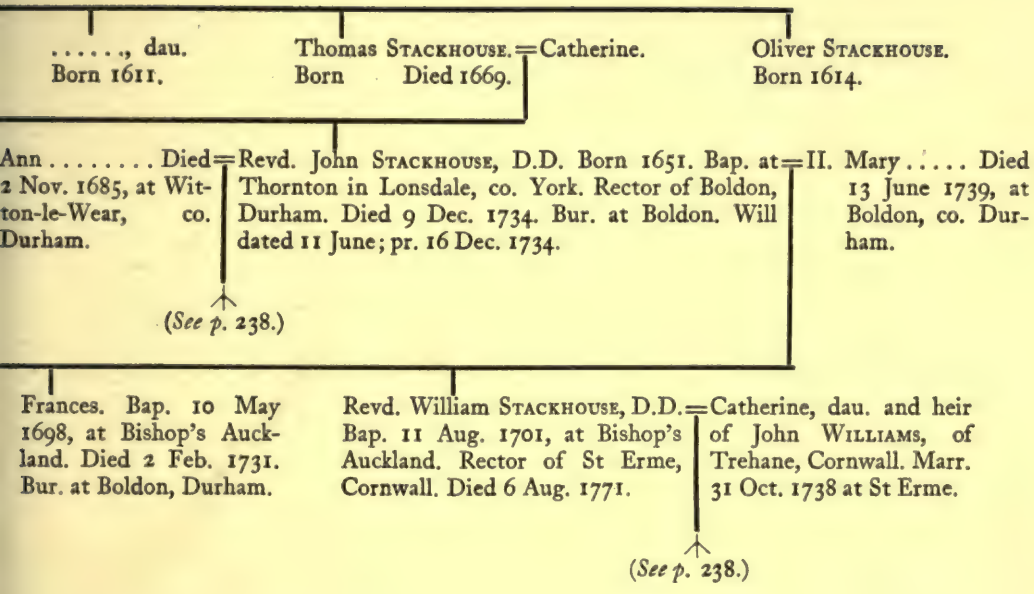 ......, dau.
Born 1611.
Thomas STACKHOUSE.=Catherine.
Born Died 1669.
Oliver STACKHOUSE.
Born 1614.
Ann ........ Died=
2 Nov. 1685, at Wit-
ton-le-Wear, co.
Durham.
Revd. John STACKHOUSE, D.D. Born 1651. Bap. at=
Thornton in Lonsdale, co. York. Rector of Boldon,
Durham. Died 9 Dec. 1734. Bur. at Boldon. Will
dated 11 June; pr. 16 Dec. 1734.
II. Mary ...... Died
13 June 1739, at
Boldon, co. Dur-
ham.
(See p. 238.)
Frances. Bap. 10 May
1698, at Bishop's Auck-
land. Died 2 Feb. 1731.
Bur. at Boldon, Durham.
Revd. William STACKHOUSE, D.D.=
Bap. 11 Aug. 1701, at Bishop's
Auckland. Rector of St Erme,
Cornwall. Died 6 Aug. 1771.
Catherine, dau. and heir
of John WILLIAMS, of
Trehane, Cornwall. Marr.
31 Oct. 1738 at St Erme.
(See p. 238.)